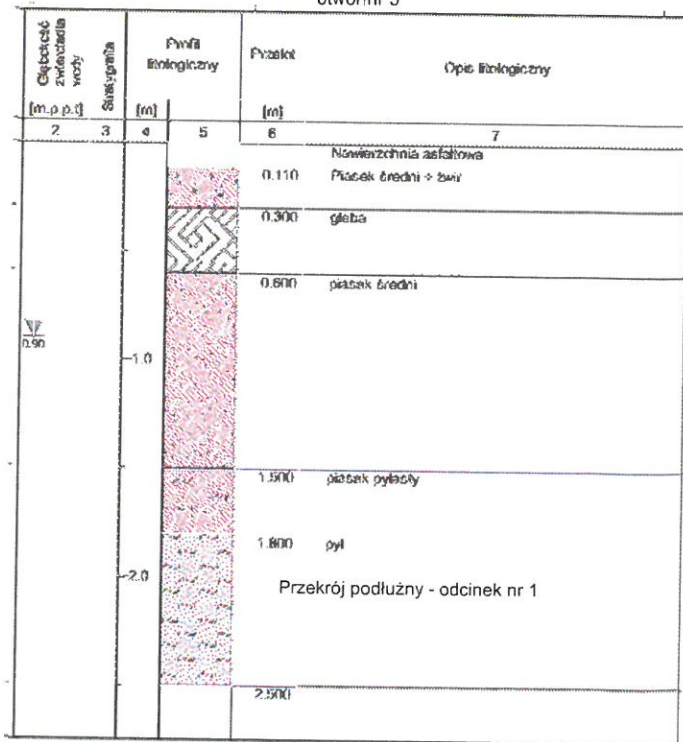 otwór nr 5
Głębokość zwierciadła wody
[m.p.p.t]
Stratygrafia
Profil litologiczny
[m]
Przelot
[m]
Opis litologiczny
2 3 4 5 6 7
Nawierzchnia asfaltowa
0.110 Piasek średni + żwir
0.300 gleba
0.600 piasek średni
0.90
1.0
1.500 piasek pylasty
1.800 pył
2.0
Przekrój podłużny - odcinek nr 1
2.500